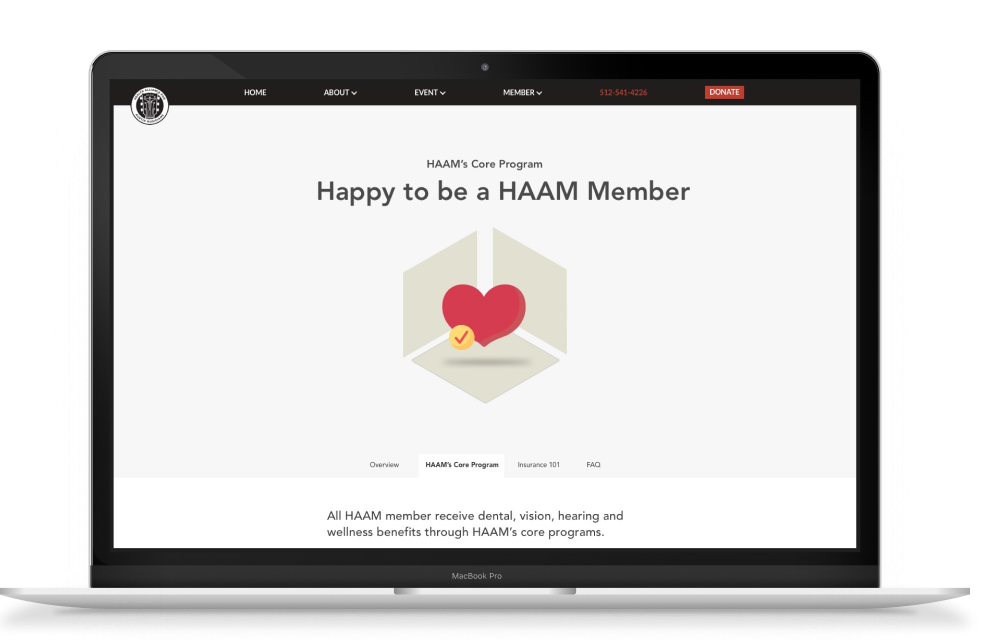 HOME
ABOUT
EVENT
MEMBER
512-541-4226
DONATE
HAAM's Core Program
Happy to be a HAAM Member
Overview
HAAM's Core Program
Insurance 101
FAQ
All HAAM member receive dental, vision, hearing and
wellness benefits through HAAM's core programs.
MacBook Pro